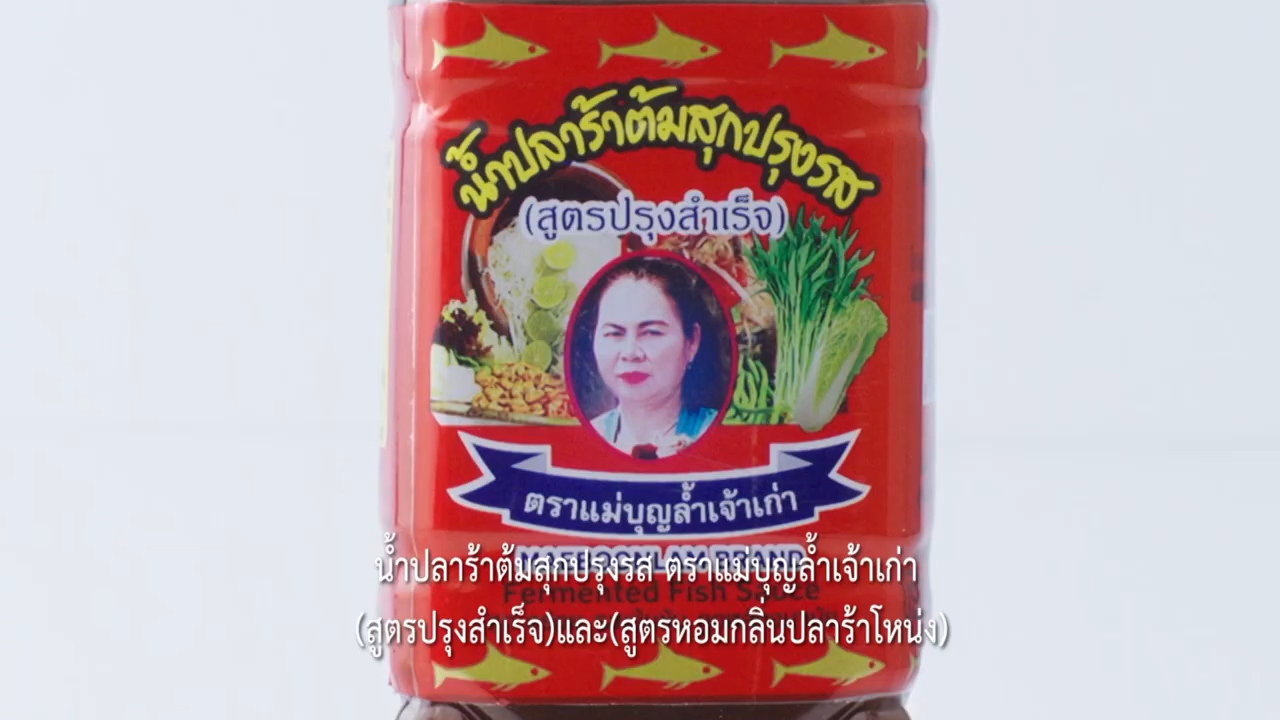 น้ำปลาร้าต้มสุกปรุงรส
(สูตรปรุงสำเร็จ)
ตราแม่บุญล้ำเจ้าเก่า
น้ำปลาร้าต้มสุกปรุงรส ตราแม่บุญล้ำเจ้าเก่า
Fermented Fish Sauce
(สูตรปรุงสำเร็จ)และ(สูตรหอมกลิ่นปลาร้าโหน่ง)